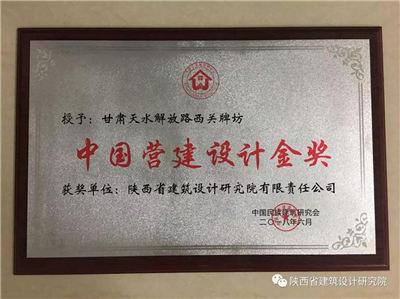 授予：甘肃天水解放路西关牌坊
中国营建设计金奖
获奖单位：陕西省建筑设计研究院有限责任公司
中国民族建筑研究会
二〇一八年六月
陕西省建筑设计研究院